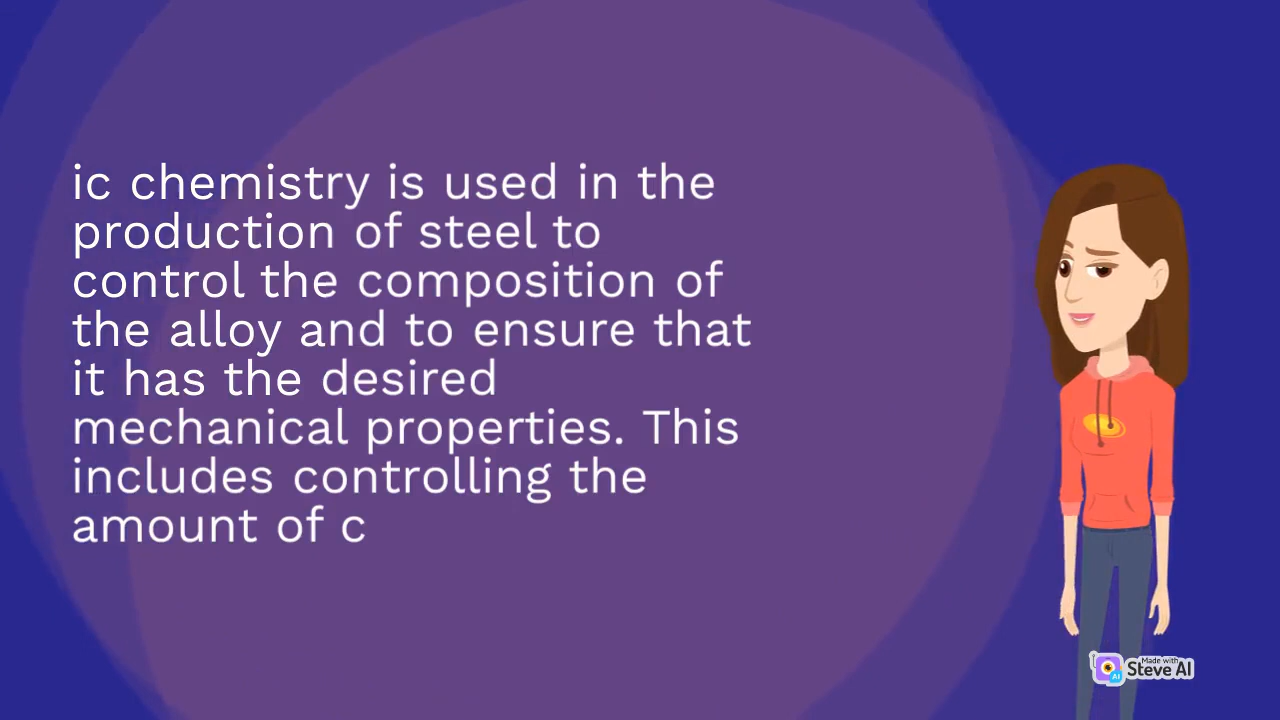 ic chemistry is used in the
production of steel to
control the composition of
the alloy and to ensure that
it has the desired
mechanical properties. This
includes controlling the
amount of c
Made with
Steve AI
AI